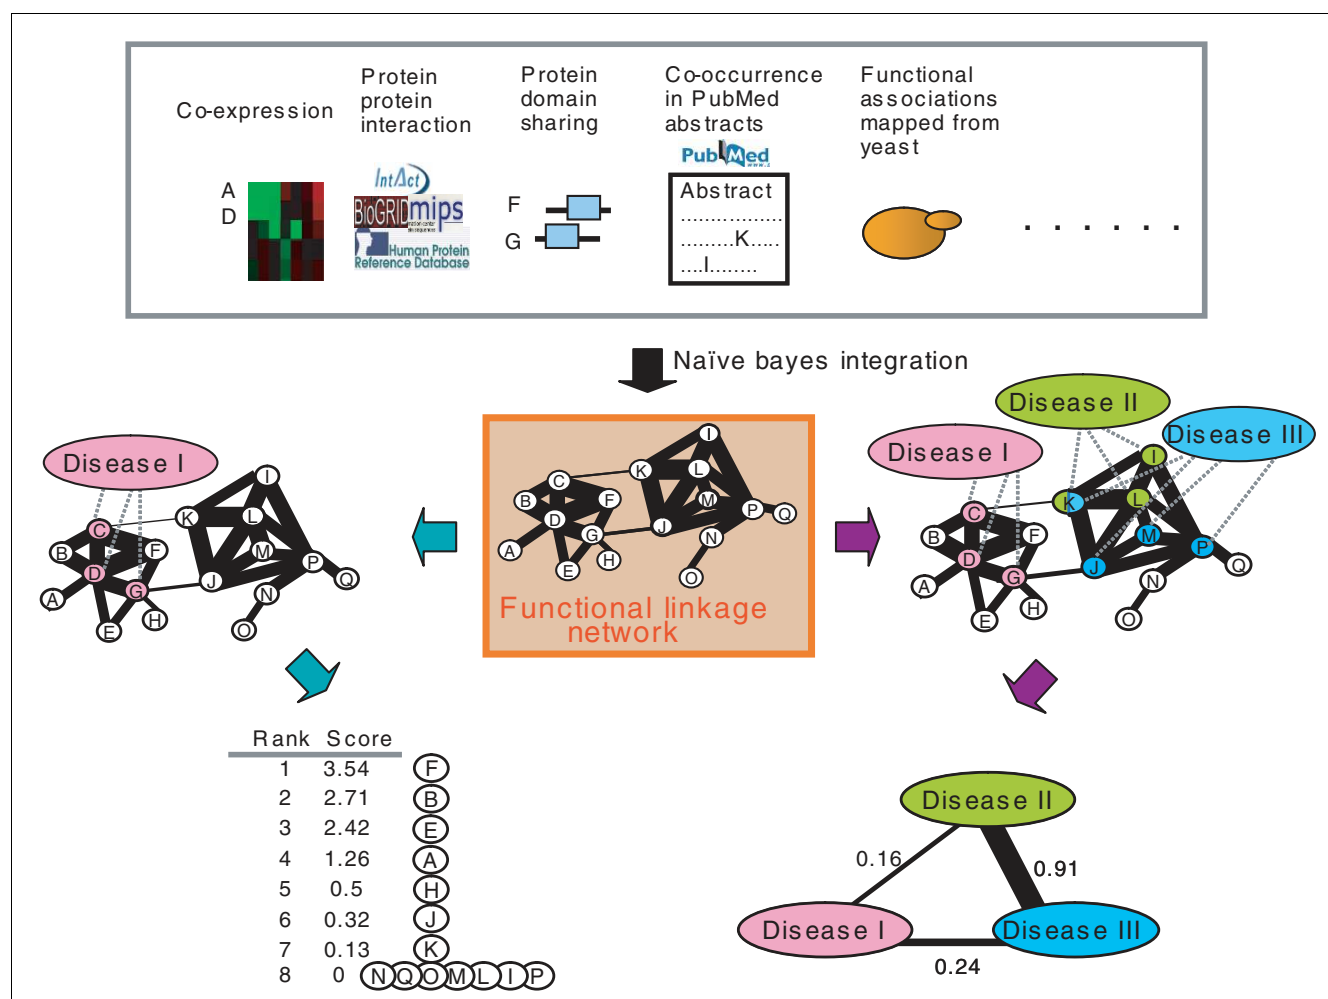 Co-expression
Protein
protein
interaction
Protein
domain
sharing
Co-occurrence
in PubMed
abstracts
Functional
associations
mapped from
yeast
A
D
IntAct
BioGRID mips
Human Protein
Reference Database
F
G
PubMed
Abstract
..................
.........K.....
....I........
. . . . . .
Naïve bayes integration
Disease I
I
K
L
C
B
F
M
D
J
P
G
Q
A
N
H
E
O
I
K
L
C
B
F
M
D
J
P
G
Q
N
A
H
E
O
Functional linkage
network
Disease II
Disease III
Disease I
I
K
L
C
B
F
M
D
J
P
G
Q
N
A
H
E
O
Rank Score
1 3.54 F
2 2.71 B
3 2.42 E
4 1.26 A
5 0.5 H
6 0.32 J
7 0.13 K
8 0 N Q O M L I P
Disease II
0.16
0.91
Disease I
Disease III
0.24